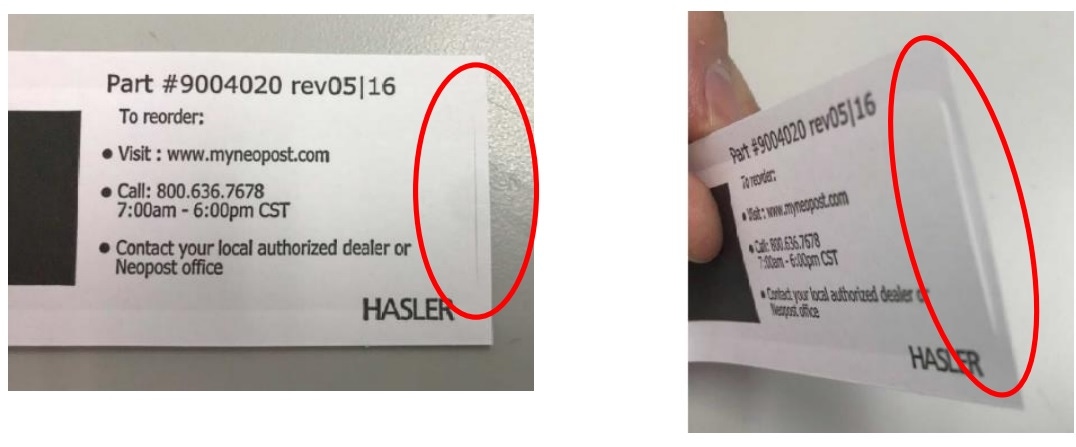 Part #9004020 rev05|16
To reorder:
• Visit : www.myneopost.com
• Call: 800.636.7678
7:00am - 6:00pm CST
• Contact your local authorized dealer or
Neopost office
HASLER
Part #9004020 rev05|16
To reorder:
• Visit : www.myneopost.com
• Call: 800.636.7678
7:00am - 6:00pm CST
• Contact your local authorized dealer or
Neopost office
HASLER